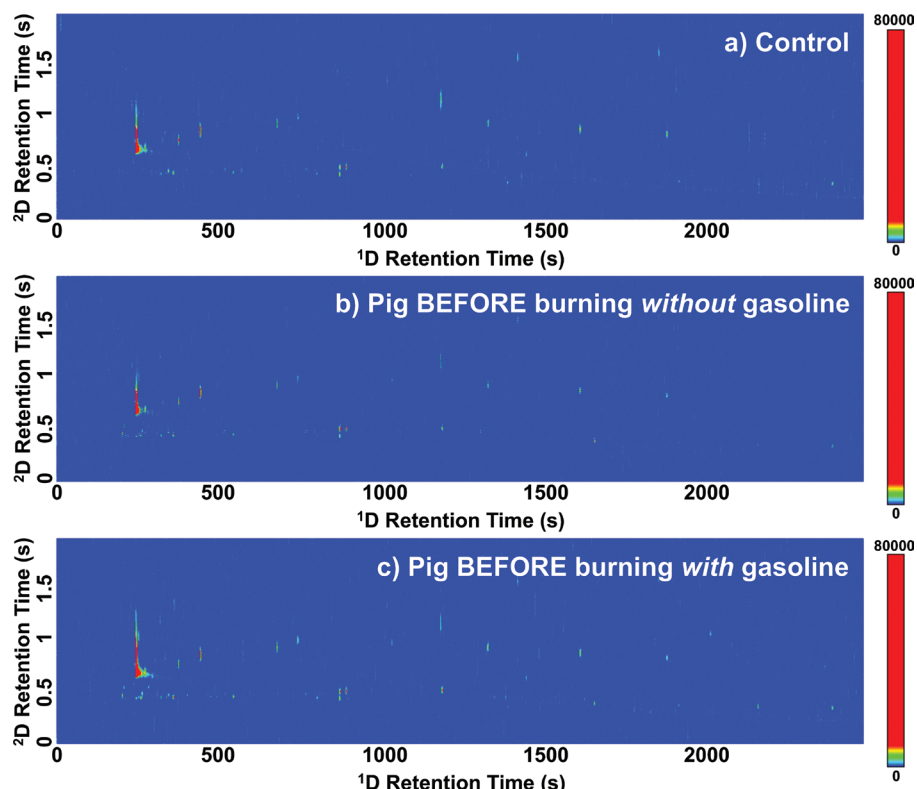 80000
a) Control
2D Retention Time (s)
1.5
1
0.5
0
0
0 500 1000 1500 2000
1D Retention Time (s)
80000
b) Pig BEFORE burning without gasoline
2D Retention Time (s)
1.5
1
0.5
0
0
0 500 1000 1500 2000
1D Retention Time (s)
80000
c) Pig BEFORE burning with gasoline
2D Retention Time (s)
1.5
1
0.5
0
0
0 500 1000 1500 2000
1D Retention Time (s)